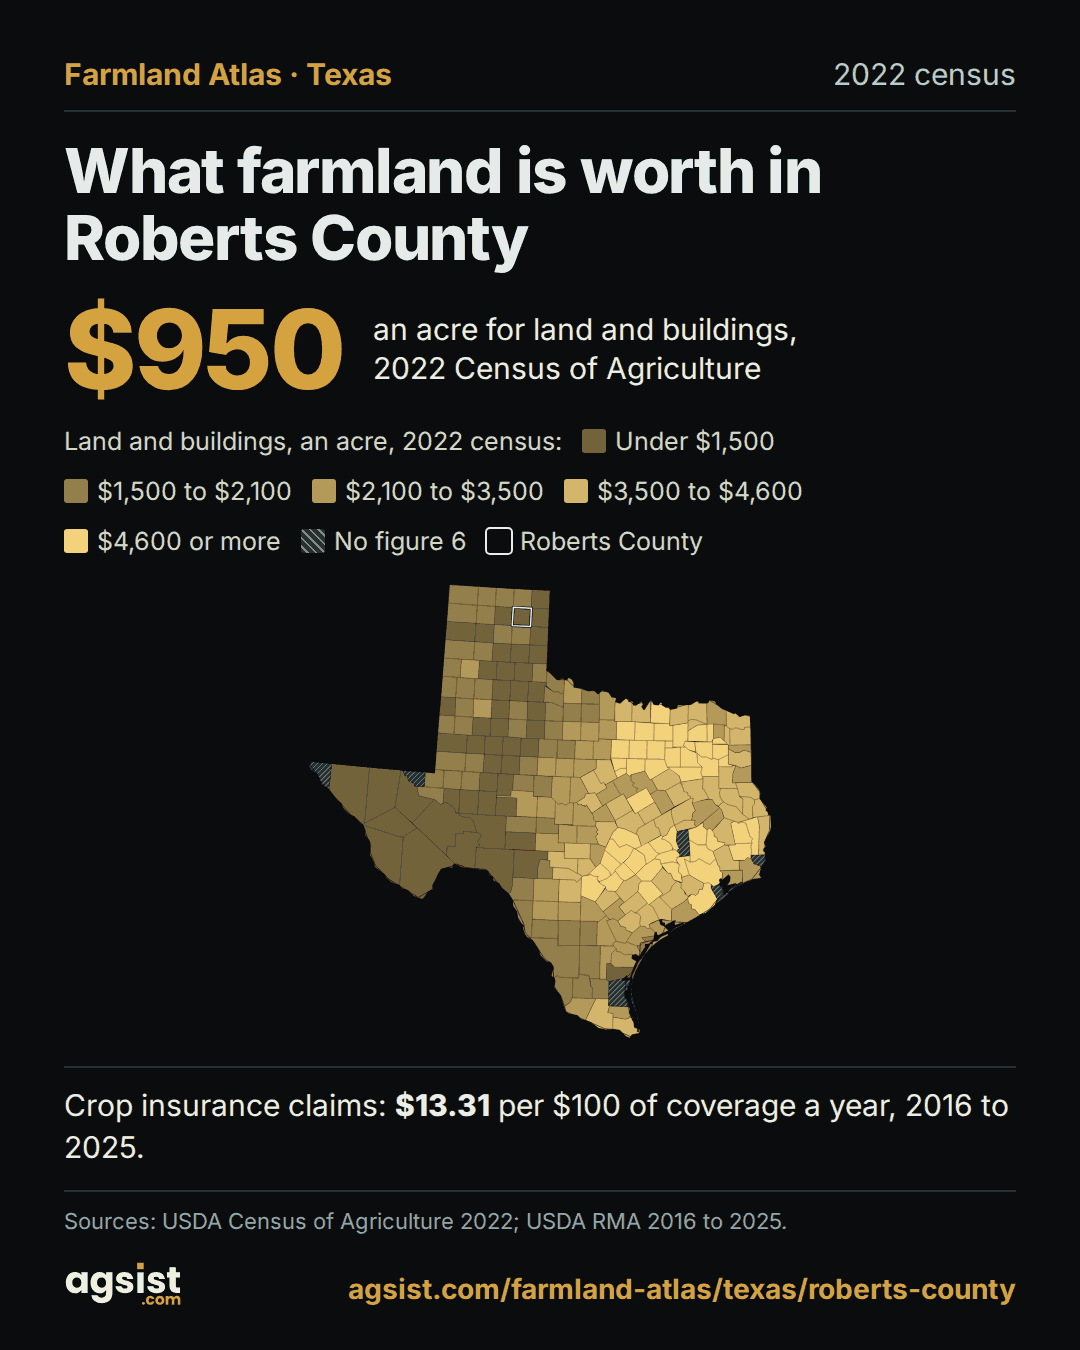 Farmland Atlas · Texas
2022 census
What farmland is worth in
Roberts County
$950
an acre for land and buildings,
2022 Census of Agriculture
Land and buildings, an acre, 2022 census:
Under $1,500
$1,500 to $2,100
$2,100 to $3,500
$3,500 to $4,600
$4,600 or more
No figure 6
Roberts County
Crop insurance claims: $13.31 per $100 of coverage a year, 2016 to
2025.
Sources: USDA Census of Agriculture 2022; USDA RMA 2016 to 2025.
agsist
.com
agsist.com/farmland-atlas/texas/roberts-county